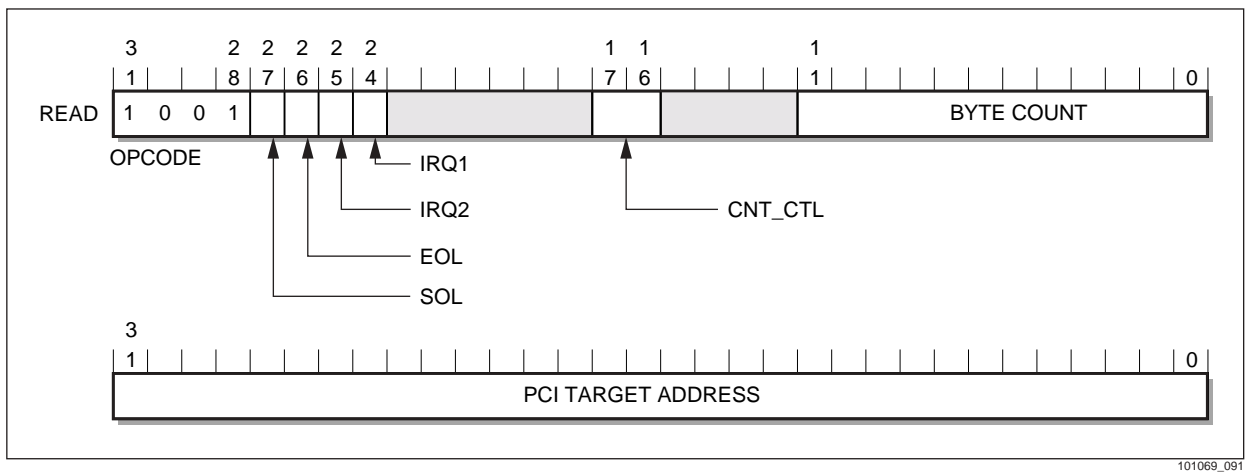 3 2 2 2 2 2 1 1 1
1 8 7 6 5 4 7 6 1 0
READ 1 0 0 1 BYTE COUNT
OPCODE
IRQ1
IRQ2 CNT_CTL
EOL
SOL
3
1 0
PCI TARGET ADDRESS
101069_091